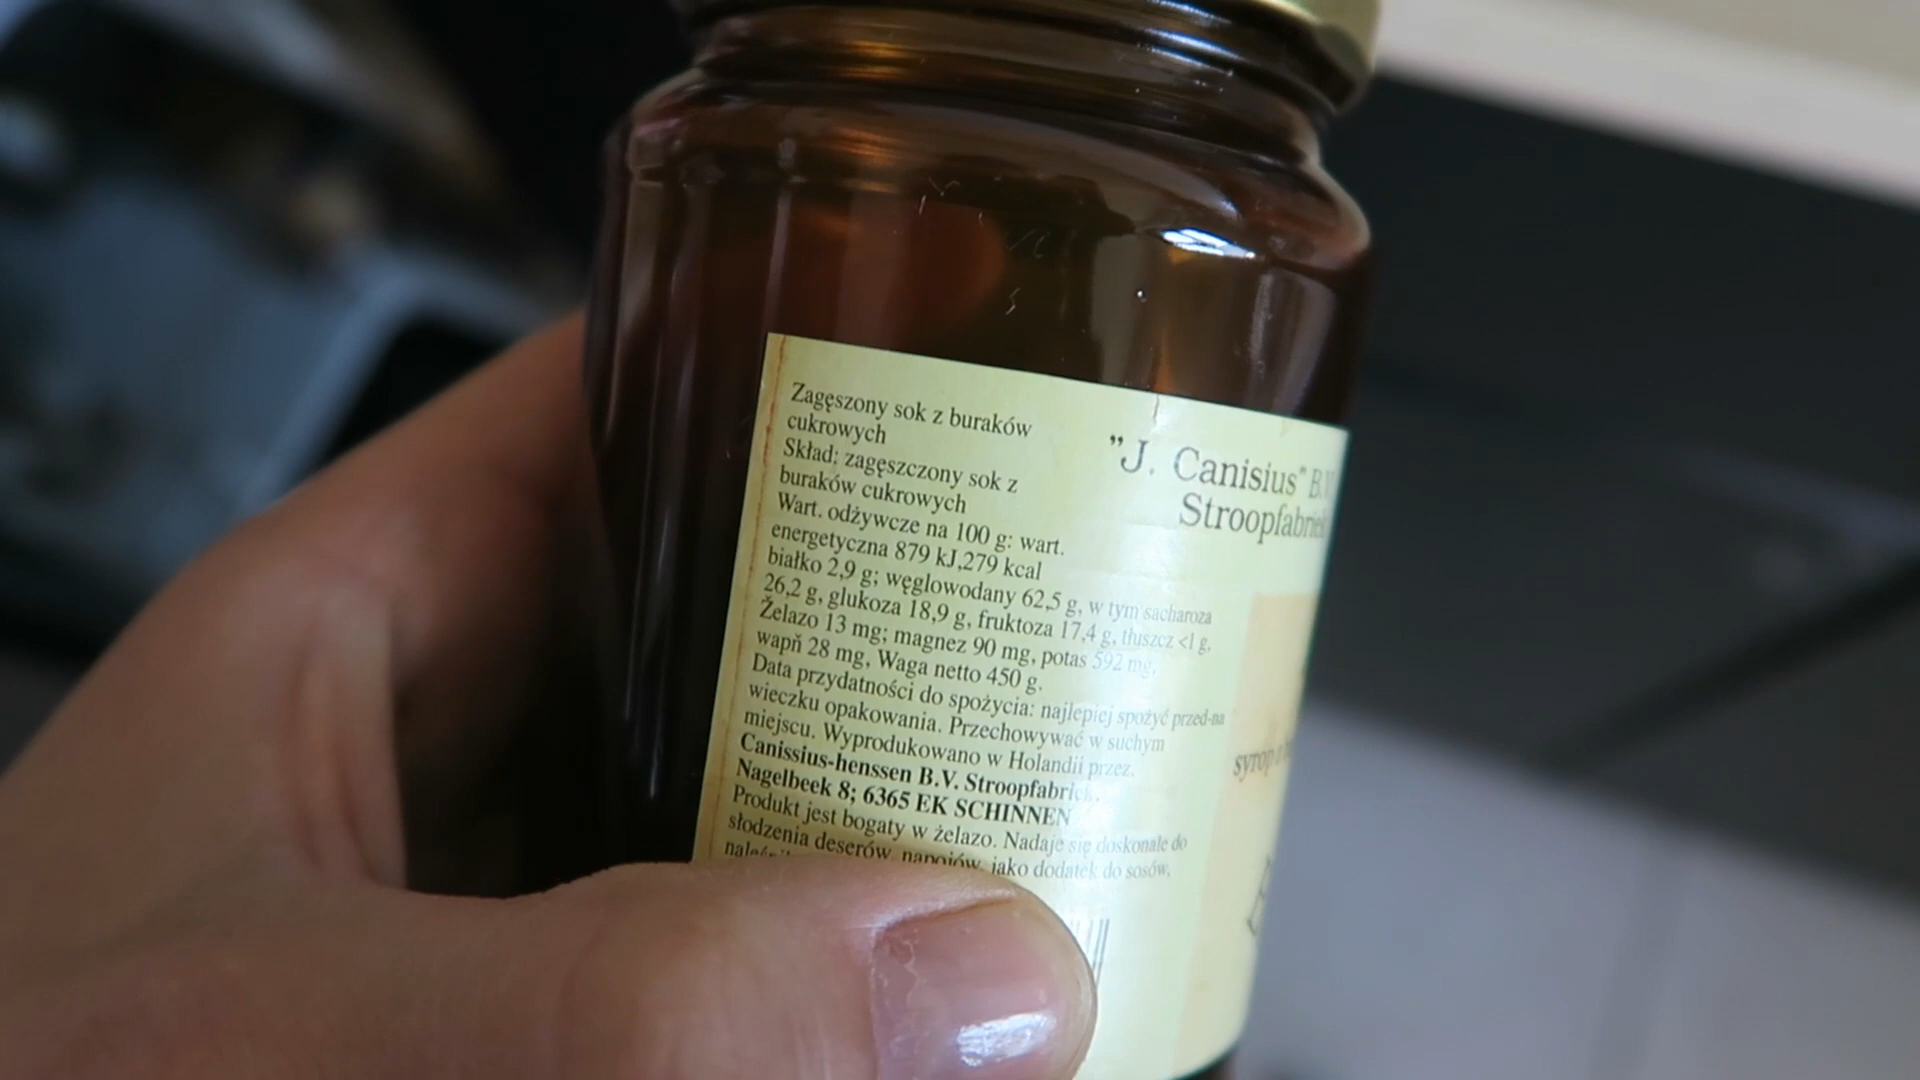 Zagęszony sok z buraków
cukrowych
Skład: zagęszczony sok z
buraków cukrowych
Wart. odżywcze na 100 g: wart.
energetyczna 879 kJ,279 kcal
białko 2,9 g; węglowodany 62,5 g, w tym sacharoza
26,2 g, glukoza 18,9 g, fruktoza 17,4 g, tłuszcz <1 g,
Żelazo 13 mg; magnez 90 mg, potas 592 mg,
wapň 28 mg, Waga netto 450 g.
Data przydatności do spożycia: najlepiej spożyć przed-na
wieczku opakowania. Przechowywać w suchym
miejscu. Wyprodukowano w Holandii przez.
Canissius-henssen B.V. Stroopfabriek,
Nagelbeek 8; 6365 EK SCHINNEN
Produkt jest bogaty w żelazo. Nadaje się doskonale do
słodzenia deserów, napojów, jako dodatek do sosów,
"J. Canisius" B.V
Stroopfabriek
syrop